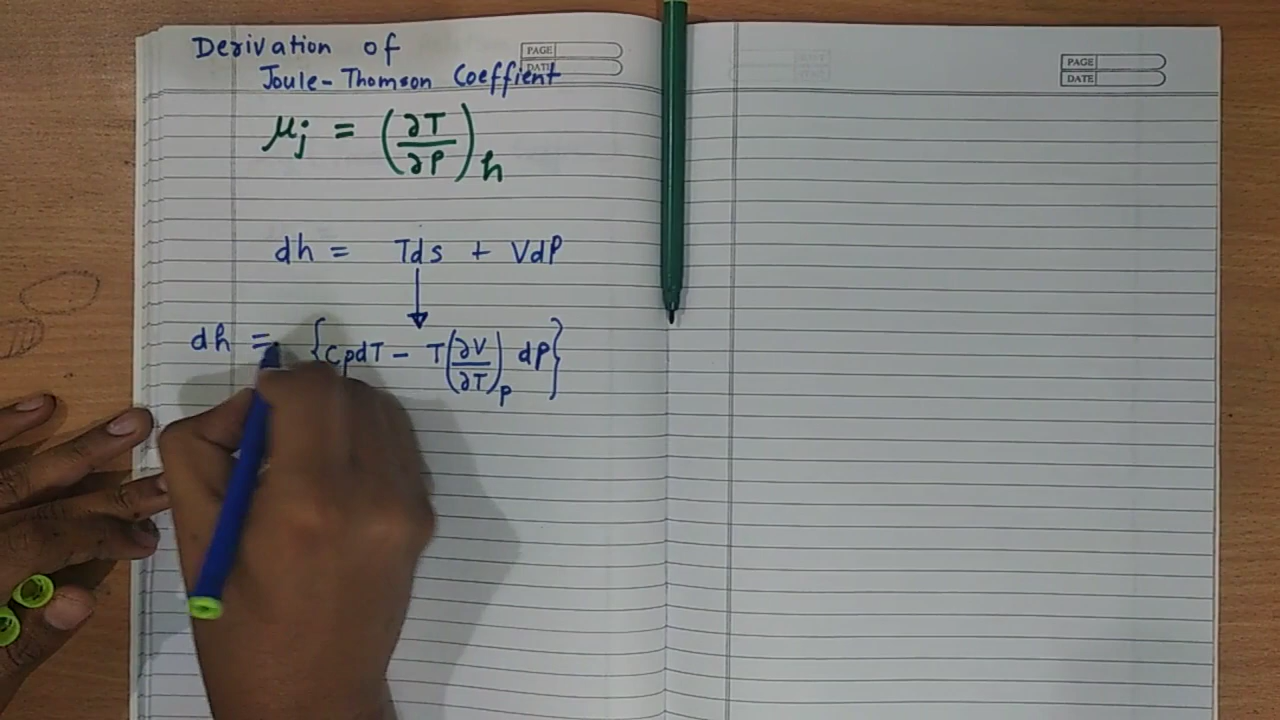 Derivation of
Joule-Thomson Coeffient
PAGE
DATE
PAGE
DATE
μj = (∂T/∂P)h
dh = Tds + VdP
dh = {CpdT - T(∂V/∂T)p dP}